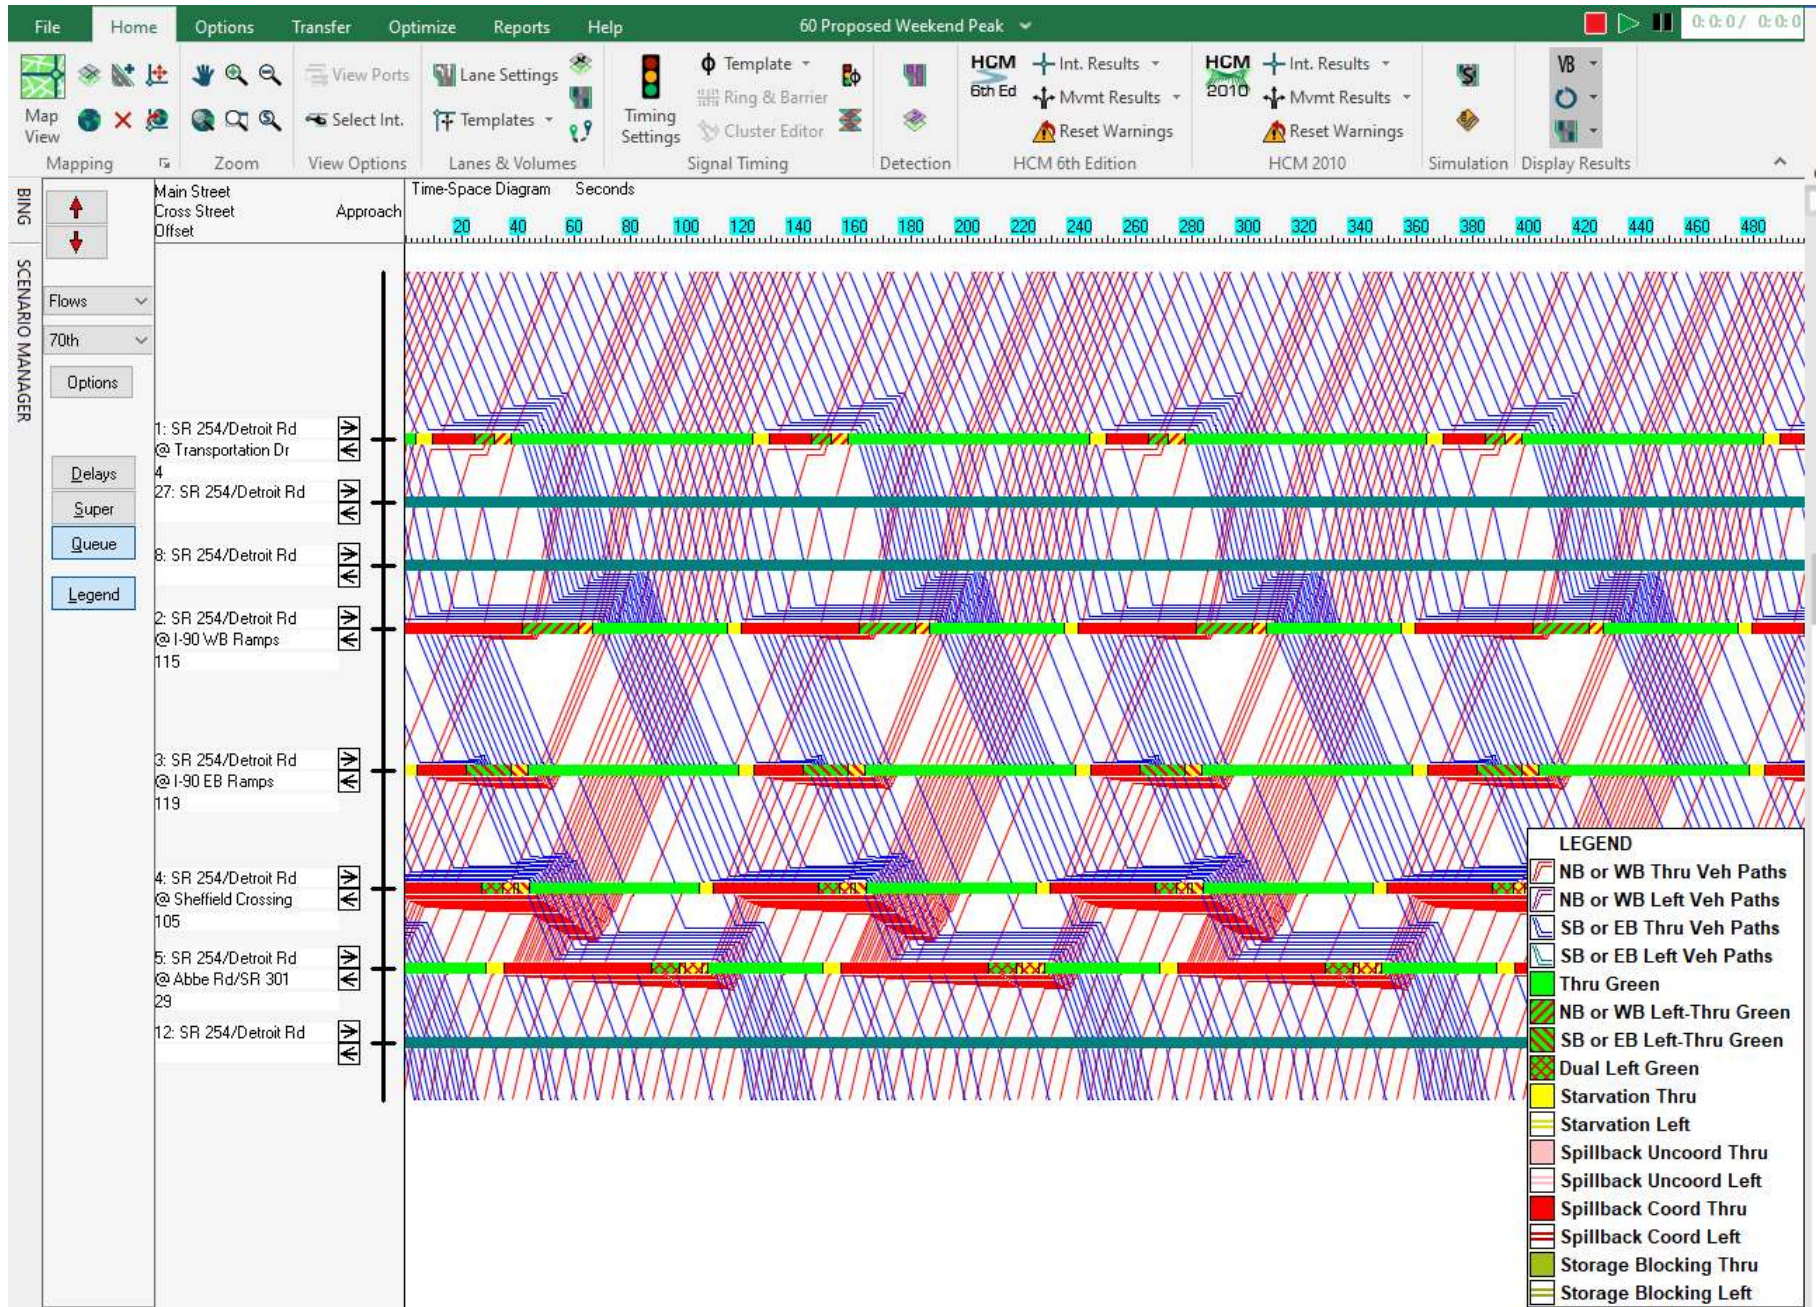 File Home Options Transfer Optimize Reports Help 60 Proposed Weekend Peak 0: 0: 0 / 0: 0: 0
View Ports Lane Settings Template HCM Int. Results HCM Int. Results VB
Ring & Barrier 6th Ed Mvmt Results 2010 Mvmt Results
Map View Select Int. Templates Timing Settings Cluster Editor Reset Warnings Reset Warnings
Mapping Zoom View Options Lanes & Volumes Signal Timing Detection HCM 6th Edition HCM 2010 Simulation Display Results
BING
SCENARIO MANAGER
Main Street
Cross Street Approach
Offset
Time-Space Diagram Seconds
20 40 60 80 100 120 140 160 180 200 220 240 260 280 300 320 340 360 380 400 420 440 460 480
Flows
70th
Options
Delays
Super
Queue
Legend
1: SR 254/Detroit Rd
@ Transportation Dr
4
27: SR 254/Detroit Rd
8: SR 254/Detroit Rd
2: SR 254/Detroit Rd
@ I-90 WB Ramps
115
3: SR 254/Detroit Rd
@ I-90 EB Ramps
119
4: SR 254/Detroit Rd
@ Sheffield Crossing
105
5: SR 254/Detroit Rd
@ Abbe Rd/SR 301
29
12: SR 254/Detroit Rd
LEGEND
NB or WB Thru Veh Paths
NB or WB Left Veh Paths
SB or EB Thru Veh Paths
SB or EB Left Veh Paths
Thru Green
NB or WB Left-Thru Green
SB or EB Left-Thru Green
Dual Left Green
Starvation Thru
Starvation Left
Spillback Uncoord Thru
Spillback Uncoord Left
Spillback Coord Thru
Spillback Coord Left
Storage Blocking Thru
Storage Blocking Left